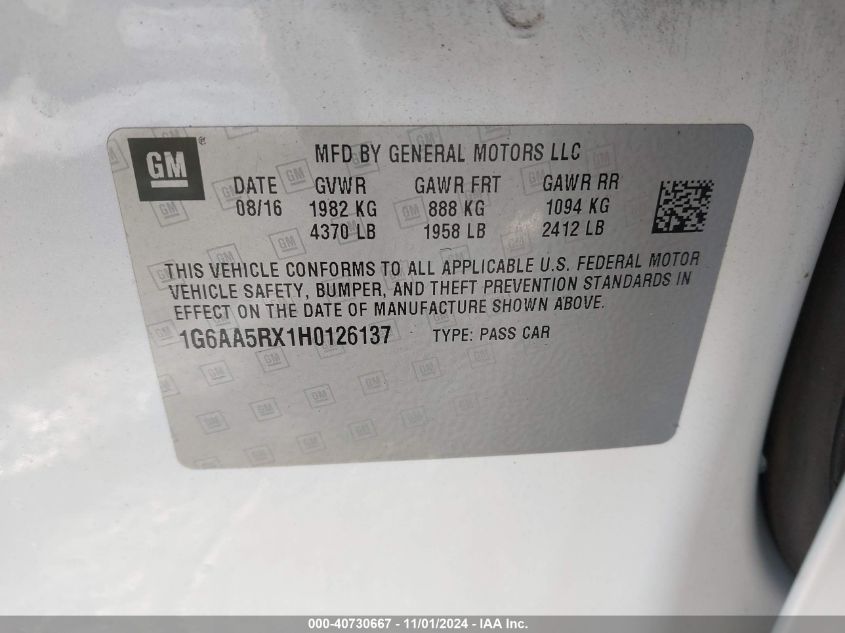 GM
MFD BY GENERAL MOTORS LLC
DATE GVWR GAWR FRT GAWR RR
08/16 1982 KG 888 KG 1094 KG
4370 LB 1958 LB 2412 LB
THIS VEHICLE CONFORMS TO ALL APPLICABLE U.S. FEDERAL MOTOR
VEHICLE SAFETY, BUMPER, AND THEFT PREVENTION STANDARDS IN
EFFECT ON THE DATE OF MANUFACTURE SHOWN ABOVE.
1G6AA5RX1H0126137 TYPE: PASS CAR
000-40730667 - 11/01/2024 - IAA Inc.